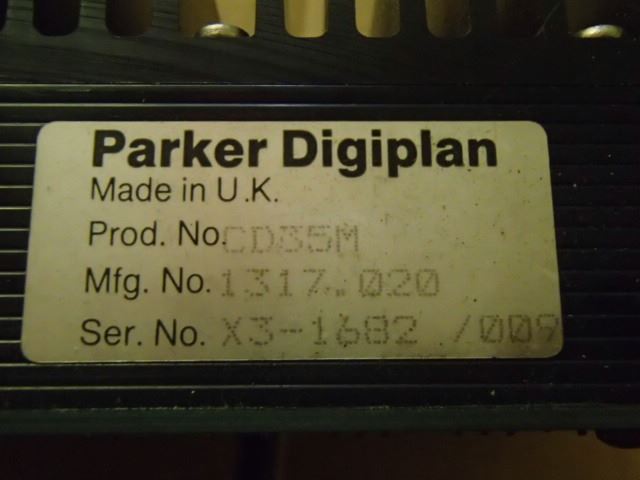 Parker Digiplan
Made in U.K.
Prod. No. CD35M
Mfg. No. 1317.020
Ser. No. X3-1682 /009